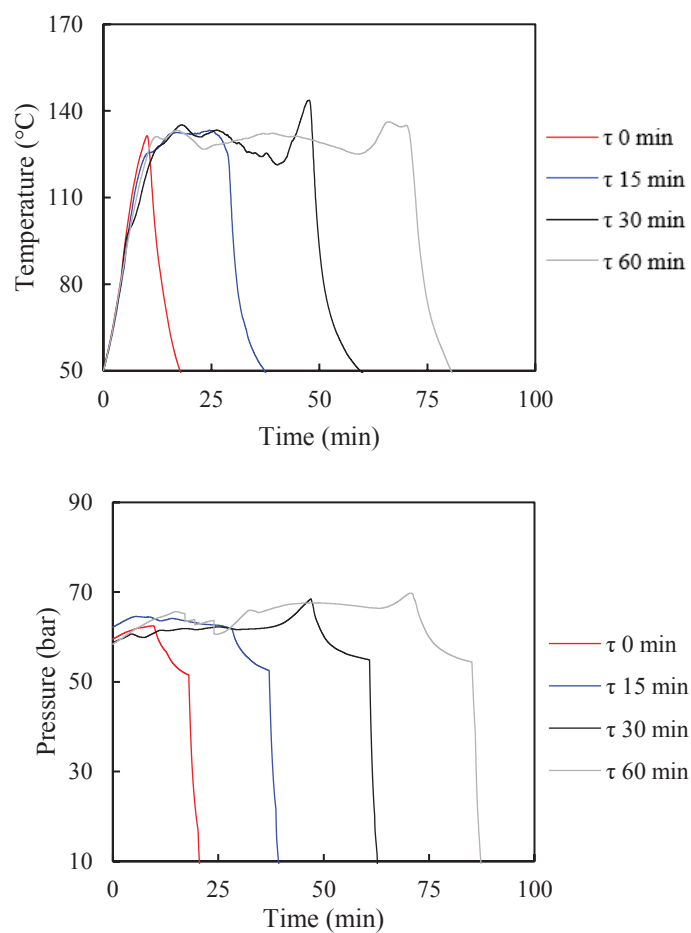 170
140
110
80
50
Temperature (°C)
0
25
50
75
100
Time (min)
τ 0 min
τ 15 min
τ 30 min
τ 60 min
90
70
50
30
10
Pressure (bar)
0
25
50
75
100
Time (min)
τ 0 min
τ 15 min
τ 30 min
τ 60 min